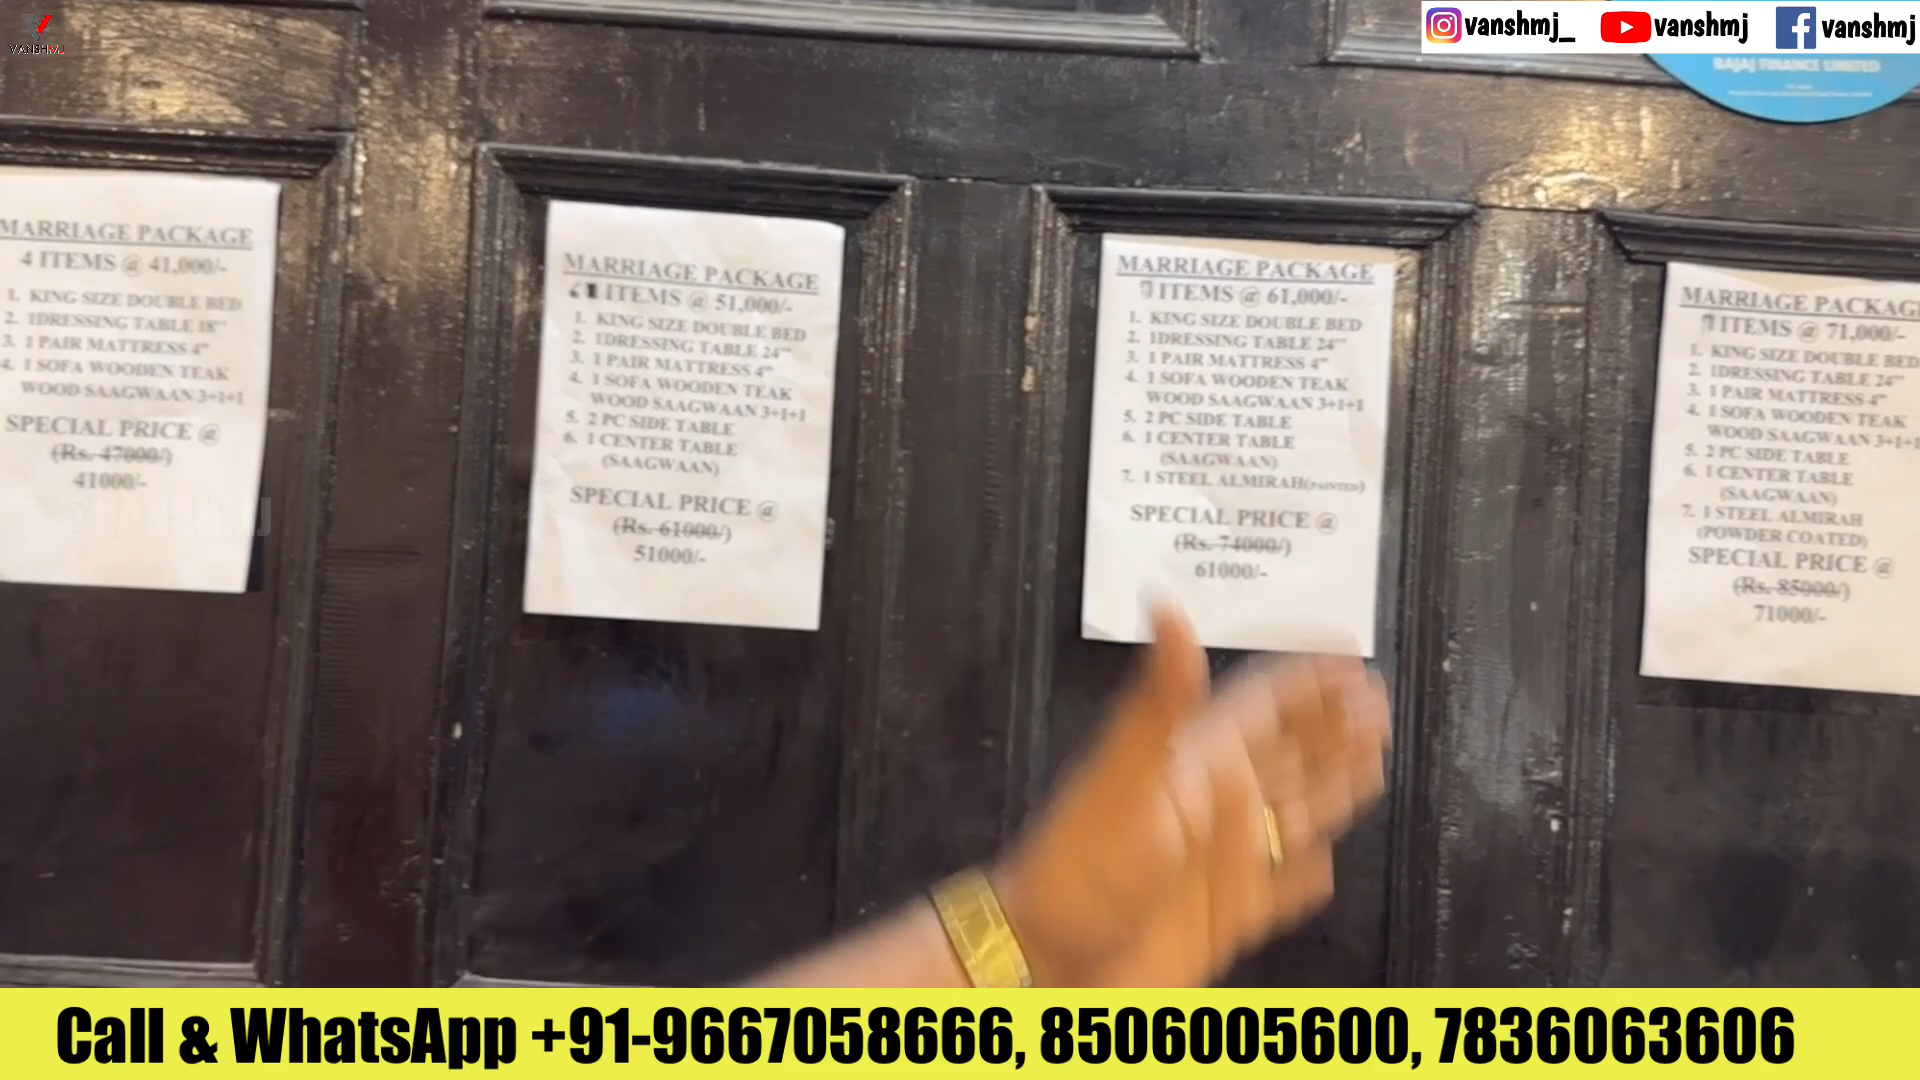 VANSHMJ
vanshmj_
vanshmj
vanshmj
BAJAJ FINANCE LIMITED
MARRIAGE PACKAGE
4 ITEMS @ 41,000/-
1. KING SIZE DOUBLE BED
2. 1DRESSING TABLE 18"
3. 1 PAIR MATTRESS 4"
4. 1 SOFA WOODEN TEAK
WOOD SAAGWAAN 3+1+1
SPECIAL PRICE @
(Rs. 47000/)
41000/-
@VANSHMJ
MARRIAGE PACKAGE
ITEMS @ 51,000/-
1. KING SIZE DOUBLE BED
2. 1DRESSING TABLE 24"
3. 1 PAIR MATTRESS 4"
4. 1 SOFA WOODEN TEAK
WOOD SAAGWAAN 3+1+1
5. 2 PC SIDE TABLE
6. 1 CENTER TABLE
(SAAGWAAN)
SPECIAL PRICE @
(Rs. 61000/)
51000/-
MARRIAGE PACKAGE
ITEMS @ 61,000/-
1. KING SIZE DOUBLE BED
2. 1DRESSING TABLE 24"
3. 1 PAIR MATTRESS 4"
4. 1 SOFA WOODEN TEAK
WOOD SAAGWAAN 3+1+1
5. 2 PC SIDE TABLE
6. 1 CENTER TABLE
(SAAGWAAN)
7. 1 STEEL ALMIRAH(PAINTED)
SPECIAL PRICE @
(Rs. 74000/)
61000/-
MARRIAGE PACKAGE
ITEMS @ 71,000/-
1. KING SIZE DOUBLE BED
2. 1DRESSING TABLE 24"
3. 1 PAIR MATTRESS 4"
4. 1 SOFA WOODEN TEAK
WOOD SAAGWAAN 3+1+1
5. 2 PC SIDE TABLE
6. 1 CENTER TABLE
(SAAGWAAN)
7. 1 STEEL ALMIRAH
(POWDER COATED)
SPECIAL PRICE @
(Rs. 85000/)
71000/-
Call & WhatsApp +91-9667058666, 8506005600, 7836063606